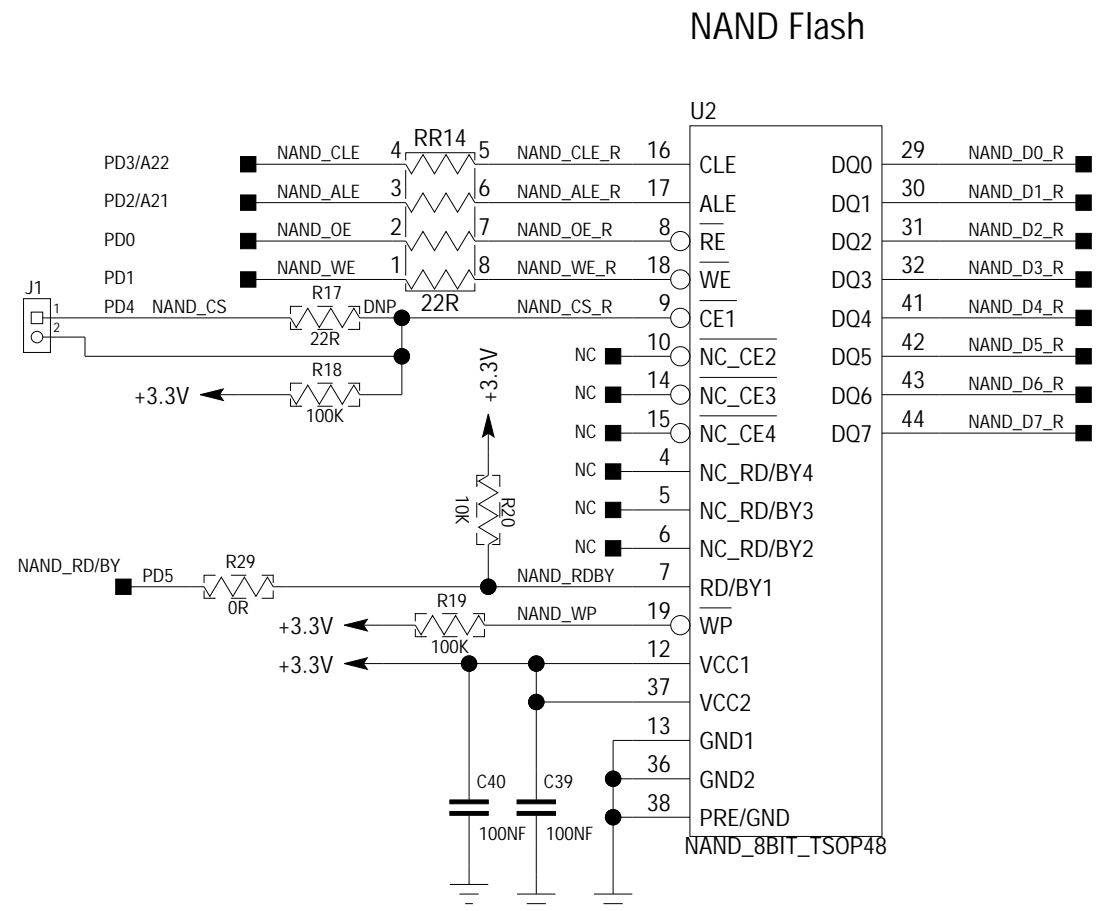 NAND Flash
U2
RR14
PD3/A22 NAND_CLE 4 5 NAND_CLE_R 16 CLE DQ0 29 NAND_D0_R
PD2/A21 NAND_ALE 3 6 NAND_ALE_R 17 ALE DQ1 30 NAND_D1_R
PD0 NAND_OE 2 7 NAND_OE_R 8 RE DQ2 31 NAND_D2_R
PD1 NAND_WE 1 8 NAND_WE_R 18 WE DQ3 32 NAND_D3_R
22R
J1
R17
1 PD4 NAND_CS DNP NAND_CS_R 9 CE1 DQ4 41 NAND_D4_R
22R
2 NC 10 NC_CE2 DQ5 42 NAND_D5_R
R18
+3.3V NC 14 NC_CE3 DQ6 43 NAND_D6_R
100K
+3.3V
NC 15 NC_CE4 DQ7 44 NAND_D7_R
NC 4 NC_RD/BY4
10K R20
NC 5 NC_RD/BY3
NC 6 NC_RD/BY2
R29
NAND_RD/BY PD5 NAND_RDBY 7 RD/BY1
0R
R19
+3.3V NAND_WP 19 WP
100K
+3.3V 12 VCC1
37 VCC2
13 GND1
36 GND2
C40 C39
38 PRE/GND
100NF 100NF
NAND_8BIT_TSOP48